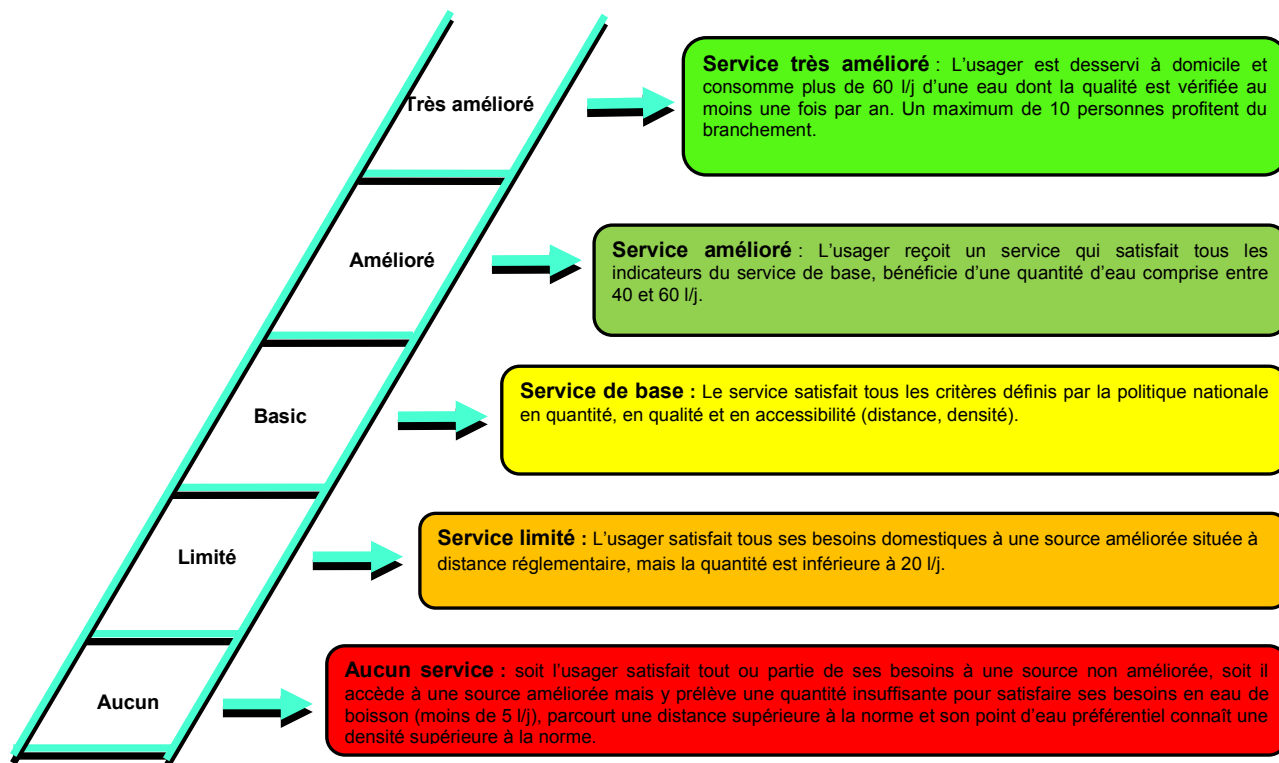 Très amélioré
Service très amélioré : L'usager est desservi à domicile et
consomme plus de 60 l/j d'une eau dont la qualité est vérifiée au
moins une fois par an. Un maximum de 10 personnes profitent du
branchement.
Amélioré
Service amélioré : L'usager reçoit un service qui satisfait tous les
indicateurs du service de base, bénéficie d'une quantité d'eau comprise entre
40 et 60 l/j.
Basic
Service de base : Le service satisfait tous les critères définis par la politique nationale
en quantité, en qualité et en accessibilité (distance, densité).
Limité
Service limité : L'usager satisfait tous ses besoins domestiques à une source améliorée située à
distance réglementaire, mais la quantité est inférieure à 20 l/j.
Aucun
Aucun service : soit l'usager satisfait tout ou partie de ses besoins à une source non améliorée, soit il
accède à une source améliorée mais y prélève une quantité insuffisante pour satisfaire ses besoins en eau de
boisson (moins de 5 l/j), parcourt une distance supérieure à la norme et son point d'eau préférentiel connaît une
densité supérieure à la norme.